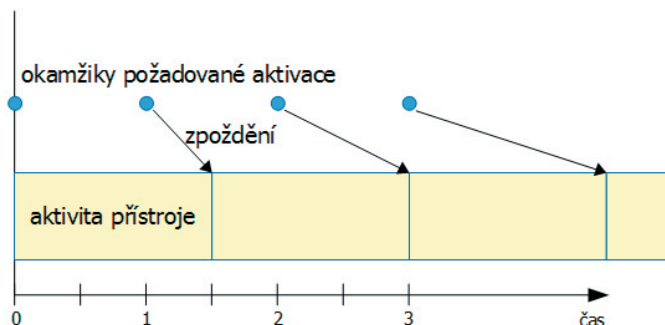 okamžiky požadované aktivace
zpoždění
aktivita přístroje
0 1 2 3 čas